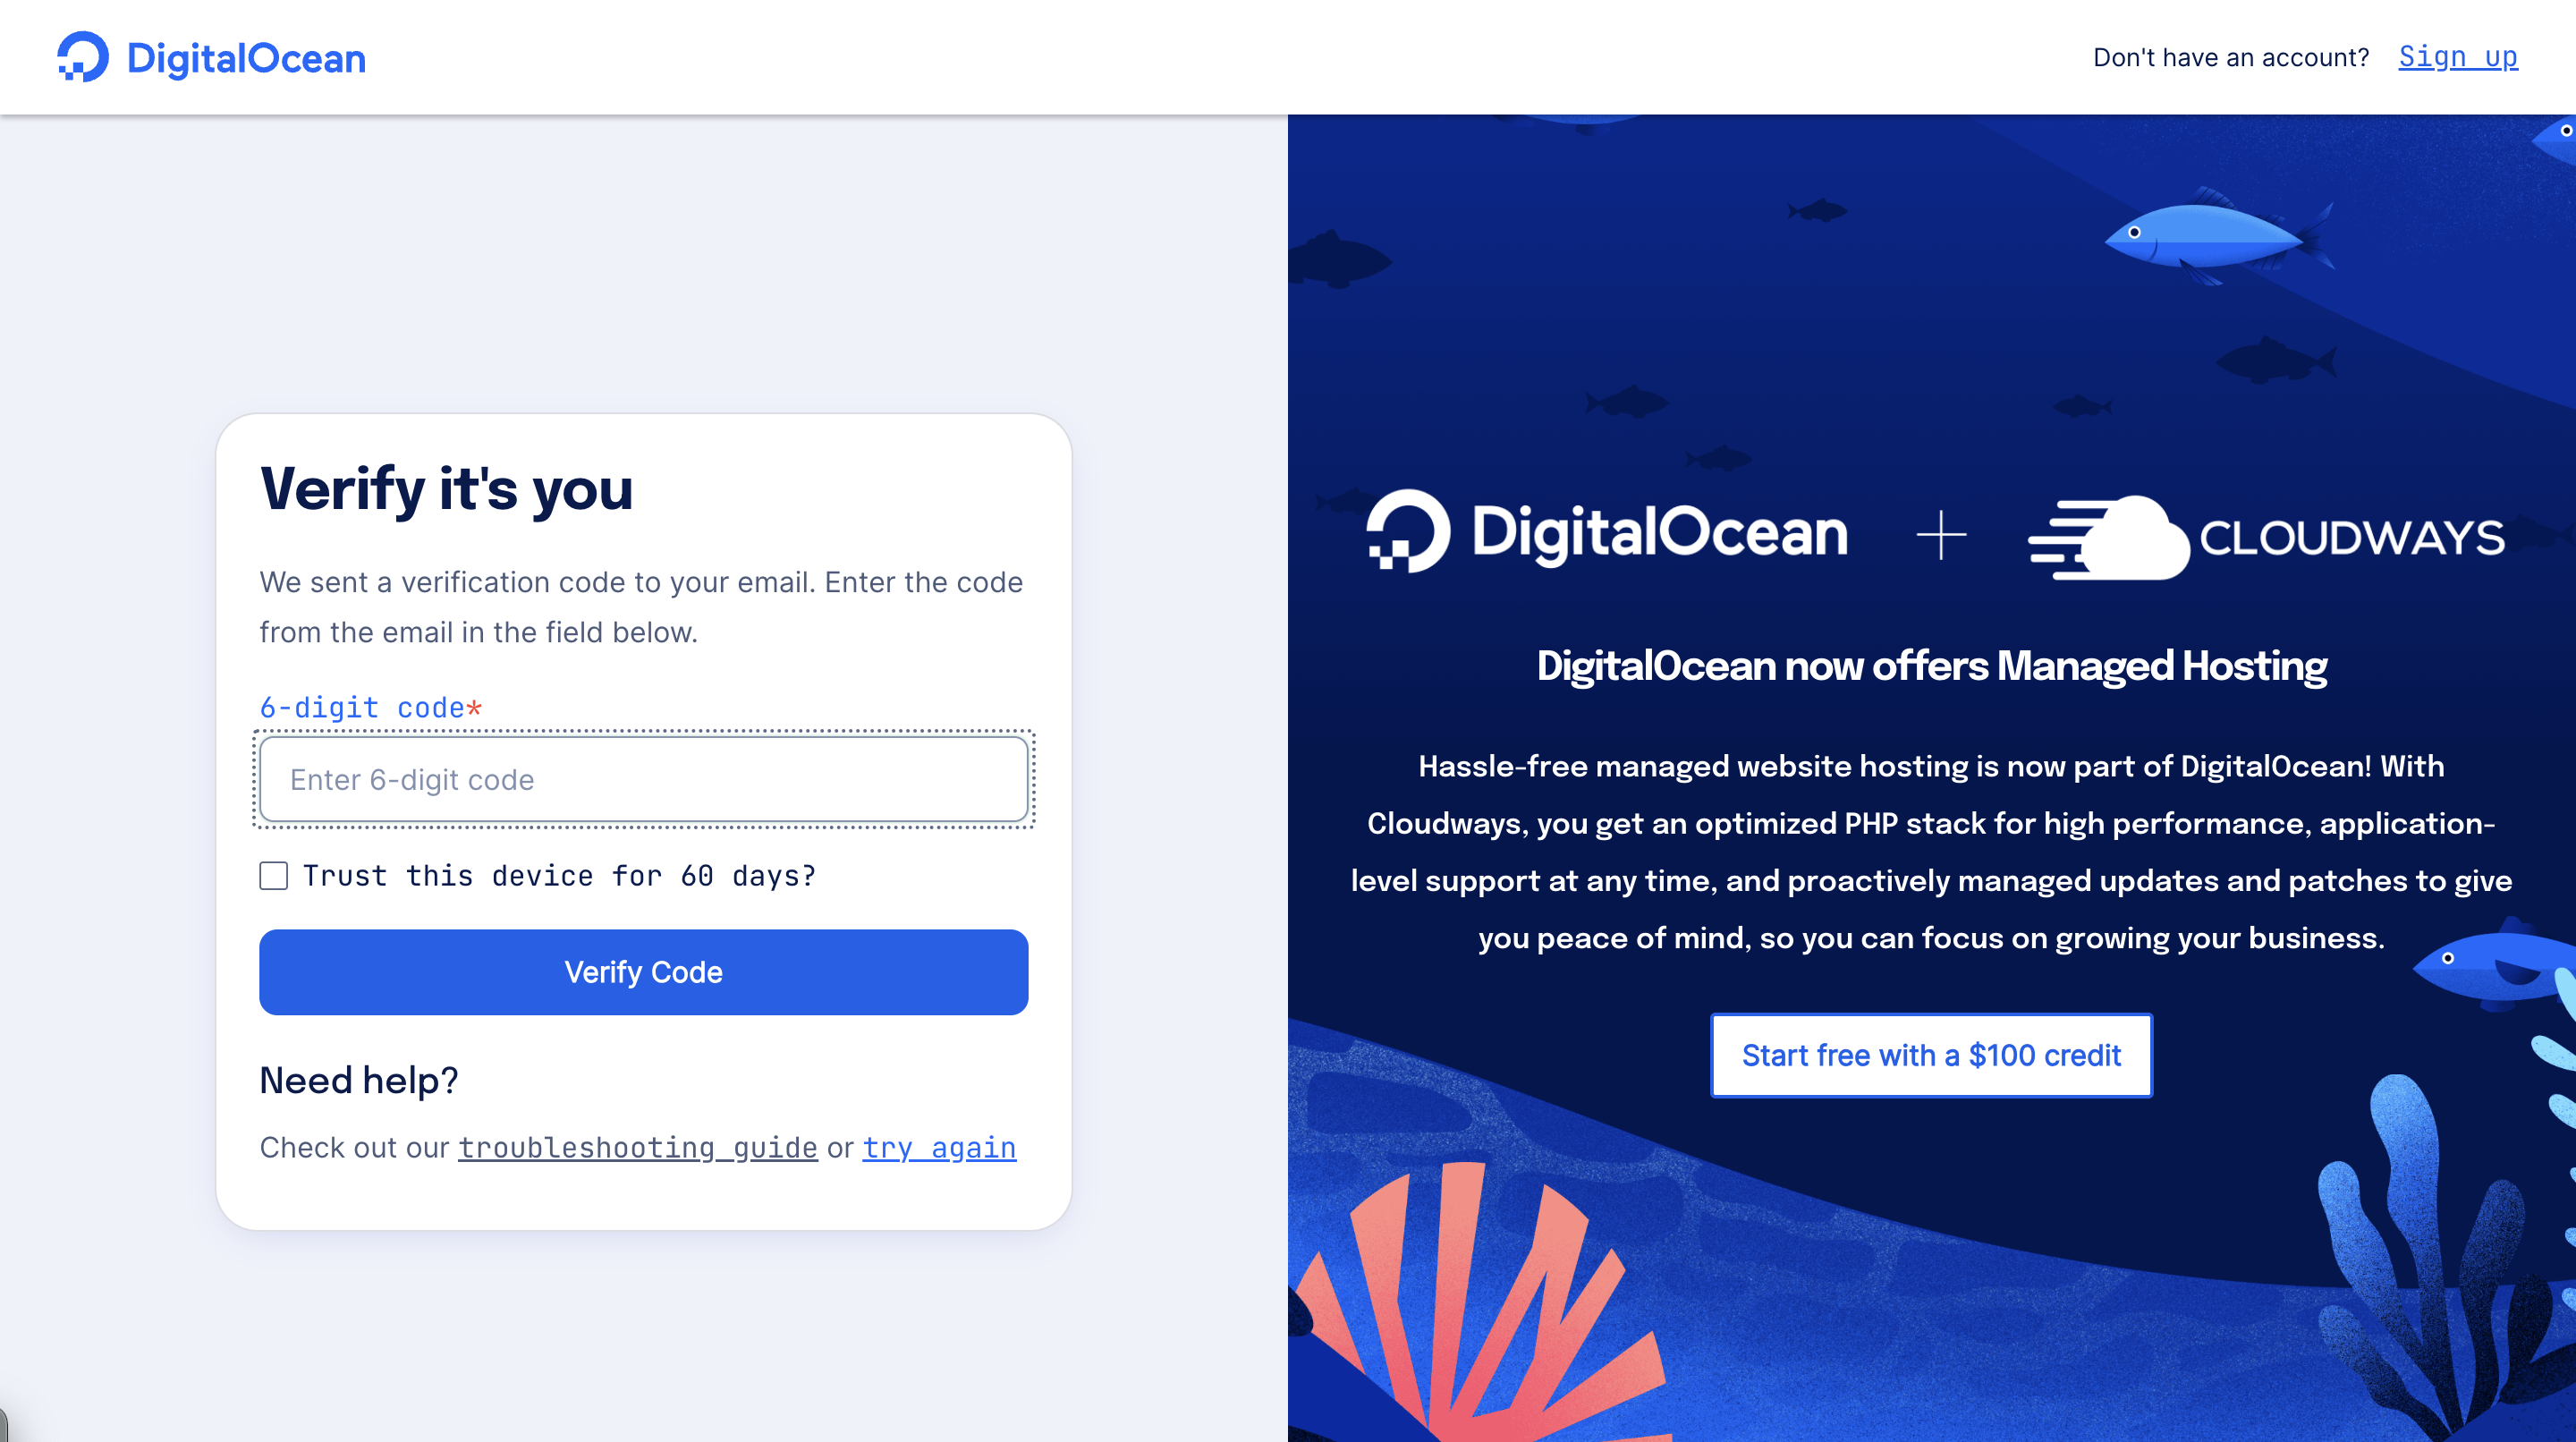 DigitalOcean
Don't have an account? Sign up
Verify it's you
We sent a verification code to your email. Enter the code
from the email in the field below.
6-digit code*
Enter 6-digit code
Trust this device for 60 days?
Verify Code
Need help?
Check out our troubleshooting guide or try again
DigitalOcean + CLOUDWAYS
DigitalOcean now offers Managed Hosting
Hassle-free managed website hosting is now part of DigitalOcean! With
Cloudways, you get an optimized PHP stack for high performance, application-
level support at any time, and proactively managed updates and patches to give
you peace of mind, so you can focus on growing your business.
Start free with a $100 credit